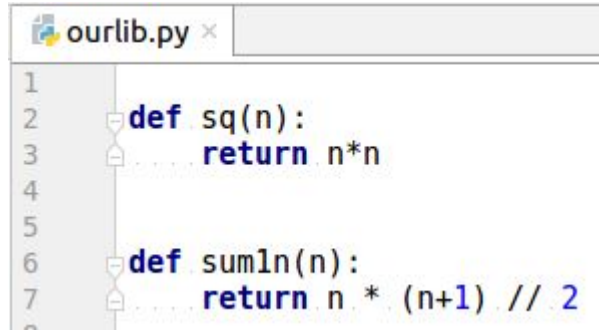 ourlib.py ×
1
2 def sq(n):
3     return n*n
4
5
6 def sum1n(n):
7     return n * (n+1) // 2